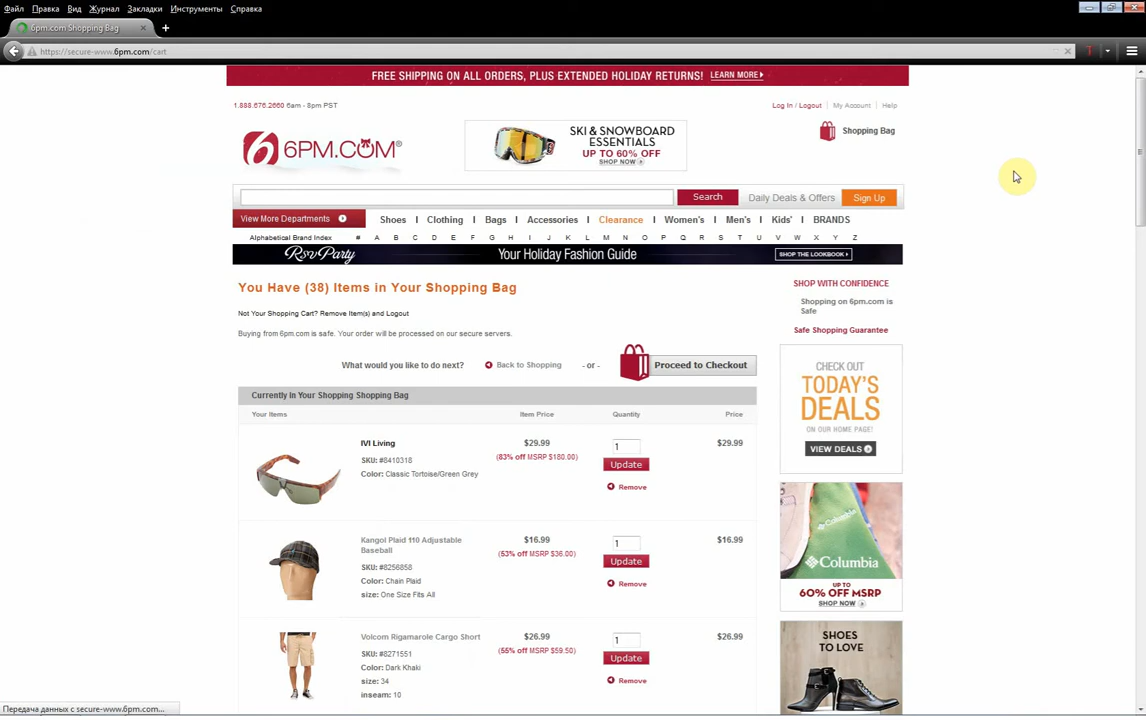 Файл Правка Вид Журнал Закладки Инструменты Справка
6pm.com Shopping Bag
https://secure-www.6pm.com/cart
FREE SHIPPING ON ALL ORDERS, PLUS EXTENDED HOLIDAY RETURNS! LEARN MORE
1.888.676.2660 6am - 8pm PST
Log In / Logout My Account Help
6 6PM.COM®
SKI & SNOWBOARD
ESSENTIALS
UP TO 60% OFF
SHOP NOW
Shopping Bag
Search Daily Deals & Offers Sign Up
View More Departments Shoes Clothing Bags Accessories Clearance Women's Men's Kids' BRANDS
Alphabetical Brand Index # A B C D E F G H I J K L M N O P Q R S T U V W X Y Z
RSVParty Your Holiday Fashion Guide SHOP THE LOOKBOOK
You Have (38) Items in Your Shopping Bag
Not Your Shopping Cart? Remove Item(s) and Logout
Buying from 6pm.com is safe. Your order will be processed on our secure servers.
What would you like to do next? Back to Shopping - or - Proceed to Checkout
Currently In Your Shopping Shopping Bag
Your Items Item Price Quantity Price
IVI Living
SKU: #8410318
Color: Classic Tortoise/Green Grey
$29.99
(83% off MSRP $180.00)
1
Update
Remove
$29.99
Kangol Plaid 110 Adjustable
Baseball
SKU: #8256858
Color: Chain Plaid
size: One Size Fits All
$16.99
(53% off MSRP $36.00)
1
Update
Remove
$16.99
Volcom Rigamarole Cargo Short
SKU: #8271551
Color: Dark Khaki
size: 34
inseam: 10
$26.99
(55% off MSRP $59.50)
1
Update
Remove
$26.99
SHOP WITH CONFIDENCE
Shopping on 6pm.com is
Safe
Safe Shopping Guarantee
CHECK OUT
TODAY'S
DEALS
ON OUR HOME PAGE!
VIEW DEALS
Columbia
Columbia
UP TO
60% OFF MSRP
SHOP NOW
SHOES
TO LOVE
Передача данных с secure-www.6pm.com...